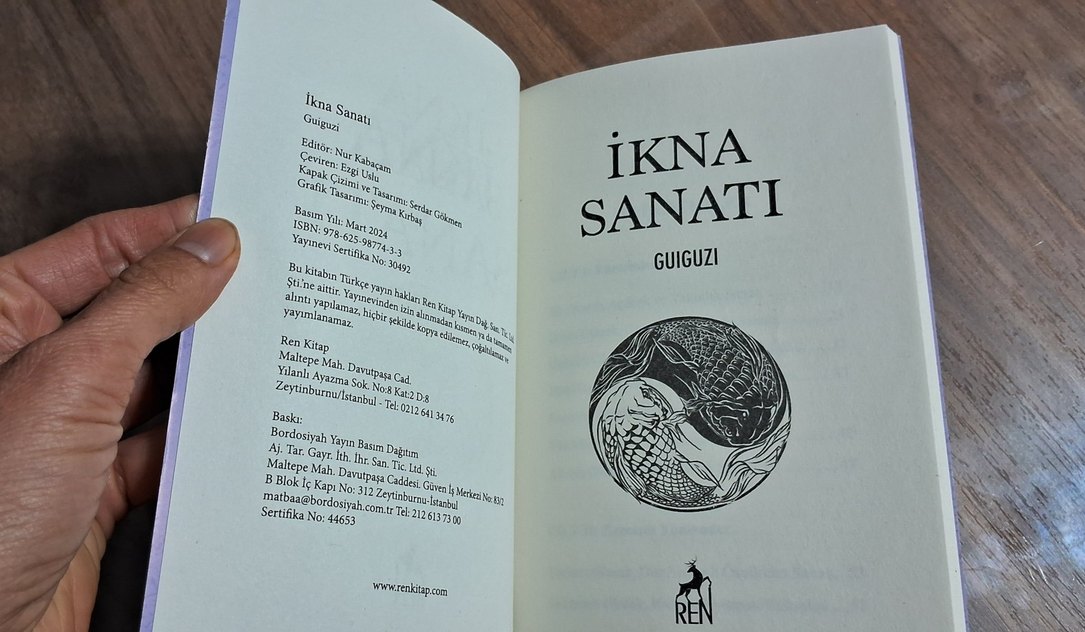 İkna Sanatı
Guiguzi
Editör: Nur Kabaçam
Çeviren: Ezgi Uslu
Kapak Çizimi ve Tasarımı: Serdar Gökmen
Grafik Tasarımı: Şeyma Kırbaş
Basım Yılı: Mart 2024
ISBN: 978-625-98774-3-3
Yayınevi Sertifika No: 30492
Bu kitabın Türkçe yayın hakları Ren Kitap Yayın Dağ. San. Tic. Ltd.
Şti.'ne aittir. Yayınevinden izin alınmadan kısmen ya da tamamen
alıntı yapılamaz, hiçbir şekilde kopya edilemez, çoğaltılamaz ve
yayımlanamaz.
Ren Kitap
Maltepe Mah. Davutpaşa Cad.
Yılanlı Ayazma Sok. No:8 Kat:2 D:8
Zeytinburnu/İstanbul - Tel: 0212 641 34 76
Baskı:
Bordosiyah Yayın Basım Dağıtım
Aj. Tar. Gayr. İth. İhr. San. Tic. Ltd. Şti.
Maltepe Mah. Davutpaşa Caddesi. Güven İş Merkezi No: 83/2
B Blok İç Kapı No: 312 Zeytinburnu-İstanbul
matbaa@bordosiyah.com.tr Tel: 212 613 73 00
Sertifika No: 44653
www.renkitap.com
İKNA
SANATI
GUIGUZI
REN